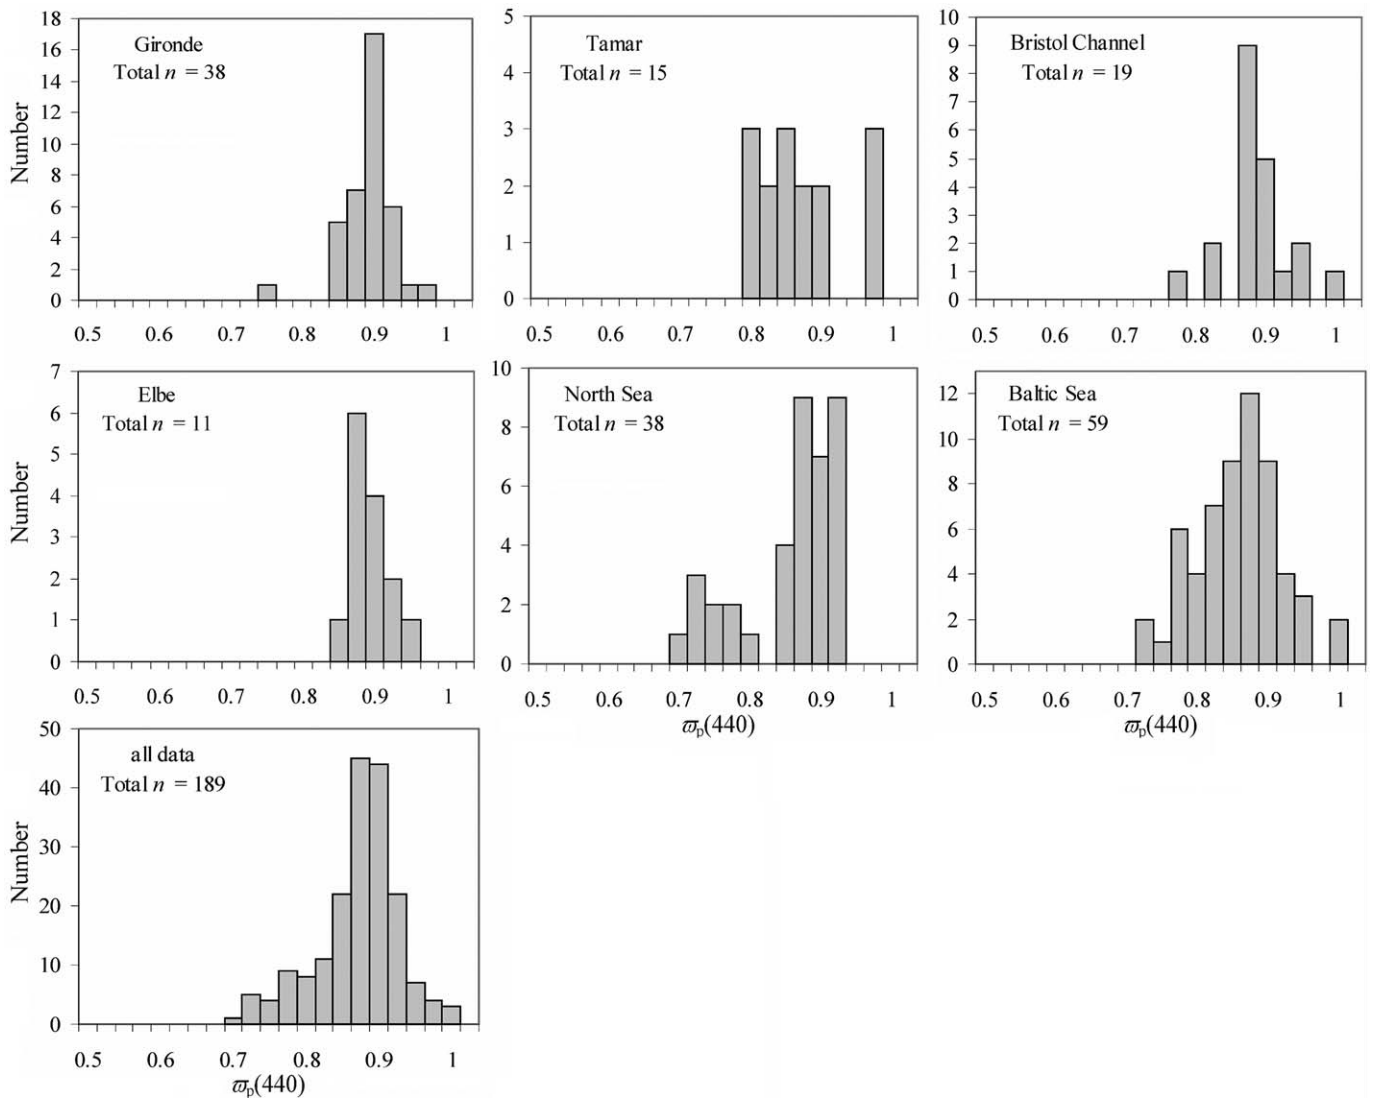 Gironde
Total n = 38
Number
18
16
14
12
10
8
6
4
2
0
0.5 0.6 0.7 0.8 0.9 1
Tamar
Total n = 15
5
4
3
2
1
0
0.5 0.6 0.7 0.8 0.9 1
Bristol Channel
Total n = 19
10
9
8
7
6
5
4
3
2
1
0
0.5 0.6 0.7 0.8 0.9 1
Elbe
Total n = 11
Number
7
6
5
4
3
2
1
0
0.5 0.6 0.7 0.8 0.9 1
North Sea
Total n = 38
10
8
6
4
2
0
0.5 0.6 0.7 0.8 0.9 1
ϖp(440)
Baltic Sea
Total n = 59
12
10
8
6
4
2
0
0.5 0.6 0.7 0.8 0.9 1
ϖp(440)
all data
Total n = 189
Number
50
40
30
20
10
0
0.5 0.6 0.7 0.8 0.9 1
ϖp(440)